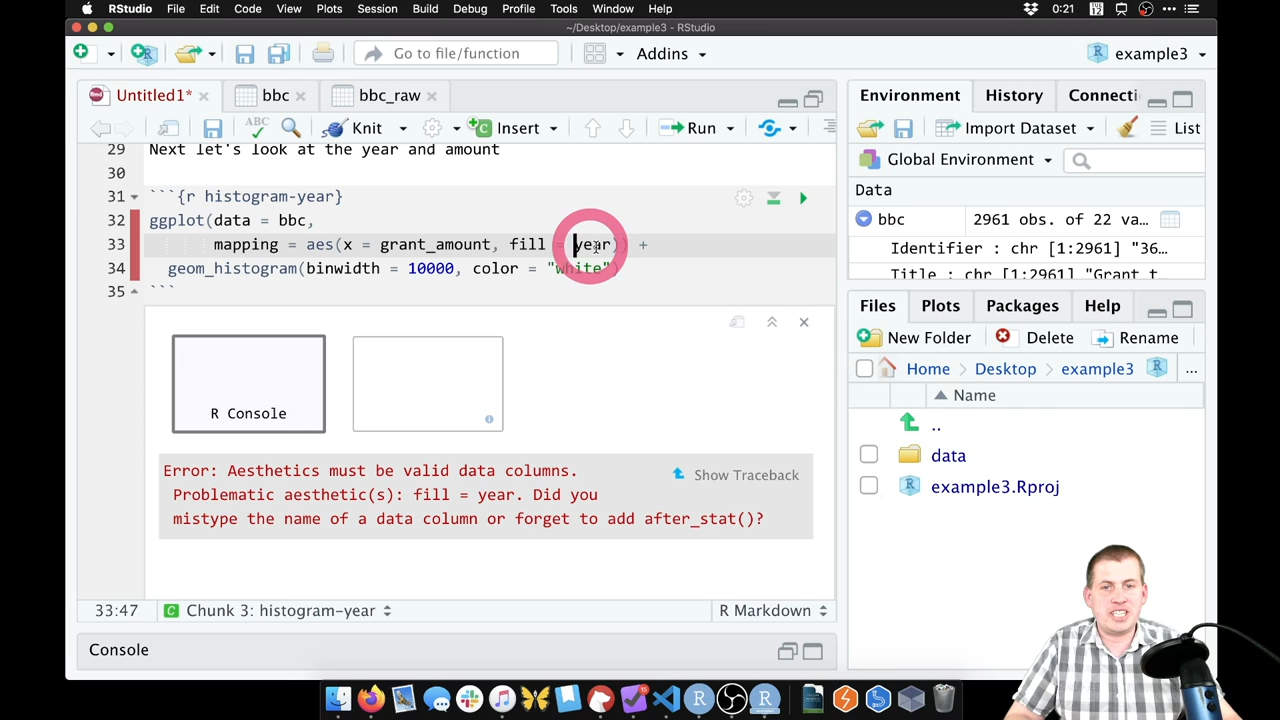 RStudio File Edit Code View Plots Session Build Debug Profile Tools Window Help 0:21
~/Desktop/example3 - RStudio
Go to file/function Addins example3
Untitled1* bbc bbc_raw
ABC Knit Insert Run
29 Next let's look at the year and amount
30
31 ```{r histogram-year}
32 ggplot(data = bbc,
33 mapping = aes(x = grant_amount, fill = year)) +
34 geom_histogram(binwidth = 10000, color = "white")
35 ```
R Console
Error: Aesthetics must be valid data columns.
Show Traceback
Problematic aesthetic(s): fill = year. Did you
mistype the name of a data column or forget to add after_stat()?
33:47 Chunk 3: histogram-year R Markdown
Console
Environment History Connecti
Import Dataset List
Global Environment
Data
bbc 2961 obs. of 22 va…
Identifier : chr [1:2961] "36…
Title : chr [1:2961] "Grant t…
Files Plots Packages Help
New Folder Delete Rename
Home Desktop example3 ...
Name
..
data
example3.Rproj